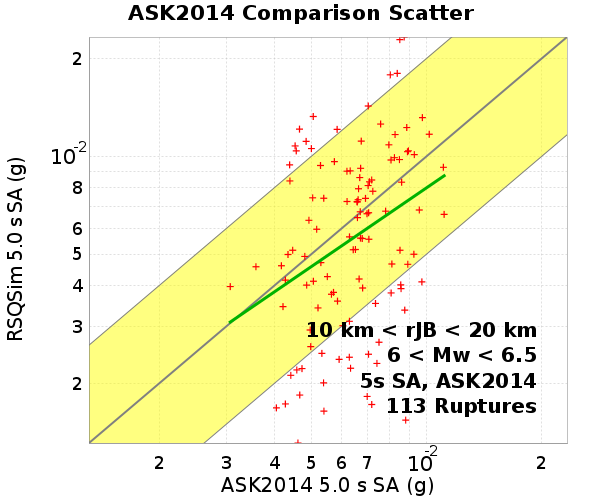 ASK2014 Comparison Scatter
RSQSim 5.0 s SA (g)
2
10-2
8
6
5
4
3
2
10 km < rJB < 20 km
6 < Mw < 6.5
5s SA, ASK2014
113 Ruptures
2 3 4 5 6 7 10-2 2
ASK2014 5.0 s SA (g)